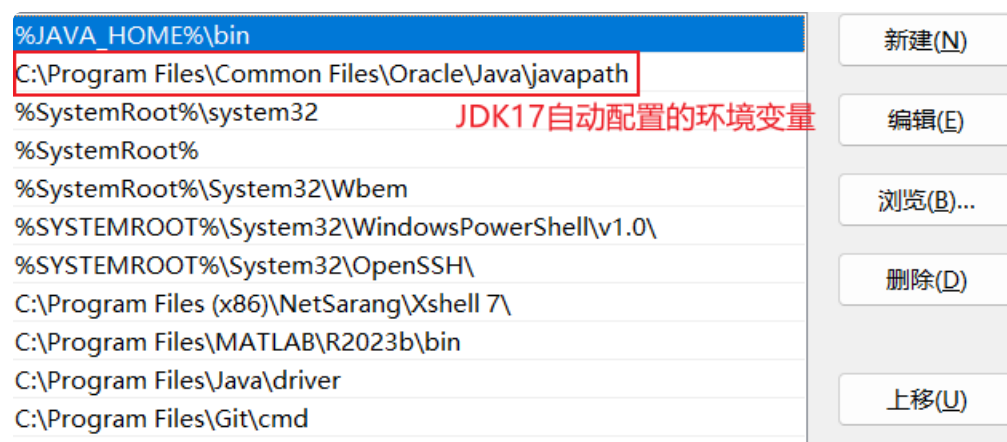 %JAVA_HOME%\bin
C:\Program Files\Common Files\Oracle\Java\javapath
%SystemRoot%\system32
JDK17自动配置的环境变量
%SystemRoot%
%SystemRoot%\System32\Wbem
%SYSTEMROOT%\System32\WindowsPowerShell\v1.0\
%SYSTEMROOT%\System32\OpenSSH\
C:\Program Files (x86)\NetSarang\Xshell 7\
C:\Program Files\MATLAB\R2023b\bin
C:\Program Files\Java\driver
C:\Program Files\Git\cmd
新建(N)
编辑(E)
浏览(B)...
删除(D)
上移(U)